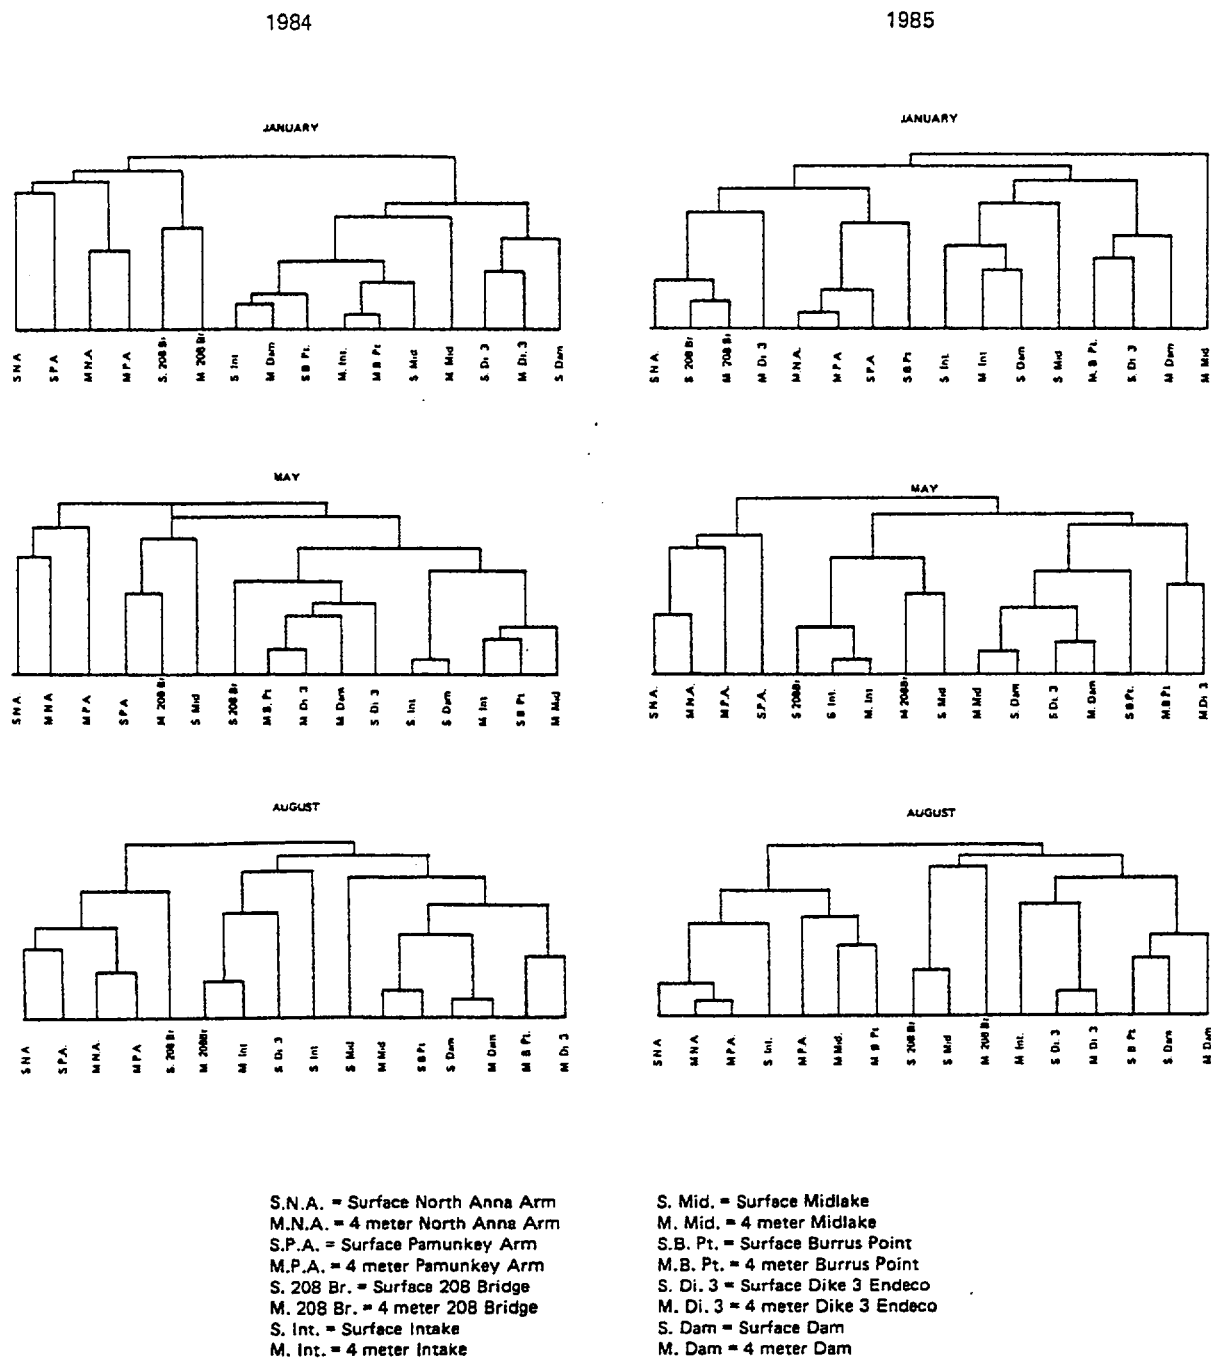 1984
1985
JANUARY
S.N.A.
S.P.A
M.N.A
M.P.A
S. 208 Br
M. 208 Br
S Int
M Dam
S.B Pt.
M. Int.
M B. Pt
S Mid
M Mid
S. Di 3
M Di. 3
S Dam
JANUARY
S.N A.
S 208 Br
M 208 Br
M Di 3
M.N.A.
M P.A
S P.A
S B Pt
S Int.
M Int
S Dam
S Mid
M. B Pt.
S. Di 3
M Dam
M Mid
MAY
S.N.A
M N.A
M.P.A
S P.A
M. 208 Br
S Mid
S 208 Br
M B. Pt
M Di 3
M Dam
S Di 3
S Int.
S Dam
M Int
S B Pt
M Mid
MAY
S N.A.
M.N.A.
M P.A.
S.P.A.
S 208Br
S Int.
M. Int
M 208Br
S Mid
M Mid
S. Dam
S Di. 3
M. Dam
S B.Pt.
M.B Pt
M.Di 3
AUGUST
S.N A
S P.A.
M.N.A.
M P.A
S. 208 Br
M 208Br
M Int
S Di 3
S Int
S Mid
M Mid
S B Pt
S Dam
M Dam
M B Pt.
M Di 3
AUGUST
S N A
M N.A
M.P.A.
S Int.
M P.A.
M Mid.
M B Pt
S 208 Br
S Mid
M 208Br
M Int.
S Di. 3
M Di 3
S B Pt
S Dam
M Dam
S.N.A. = Surface North Anna Arm
M.N.A. = 4 meter North Anna Arm
S.P.A. = Surface Pamunkey Arm
M.P.A. = 4 meter Pamunkey Arm
S. 208 Br. = Surface 208 Bridge
M. 208 Br. = 4 meter 208 Bridge
S. Int. = Surface Intake
M. Int. = 4 meter Intake
S. Mid. = Surface Midlake
M. Mid. = 4 meter Midlake
S.B. Pt. = Surface Burrus Point
M.B. Pt. = 4 meter Burrus Point
S. Di. 3 = Surface Dike 3 Endeco
M. Di. 3 = 4 meter Dike 3 Endeco
S. Dam = Surface Dam
M. Dam = 4 meter Dam